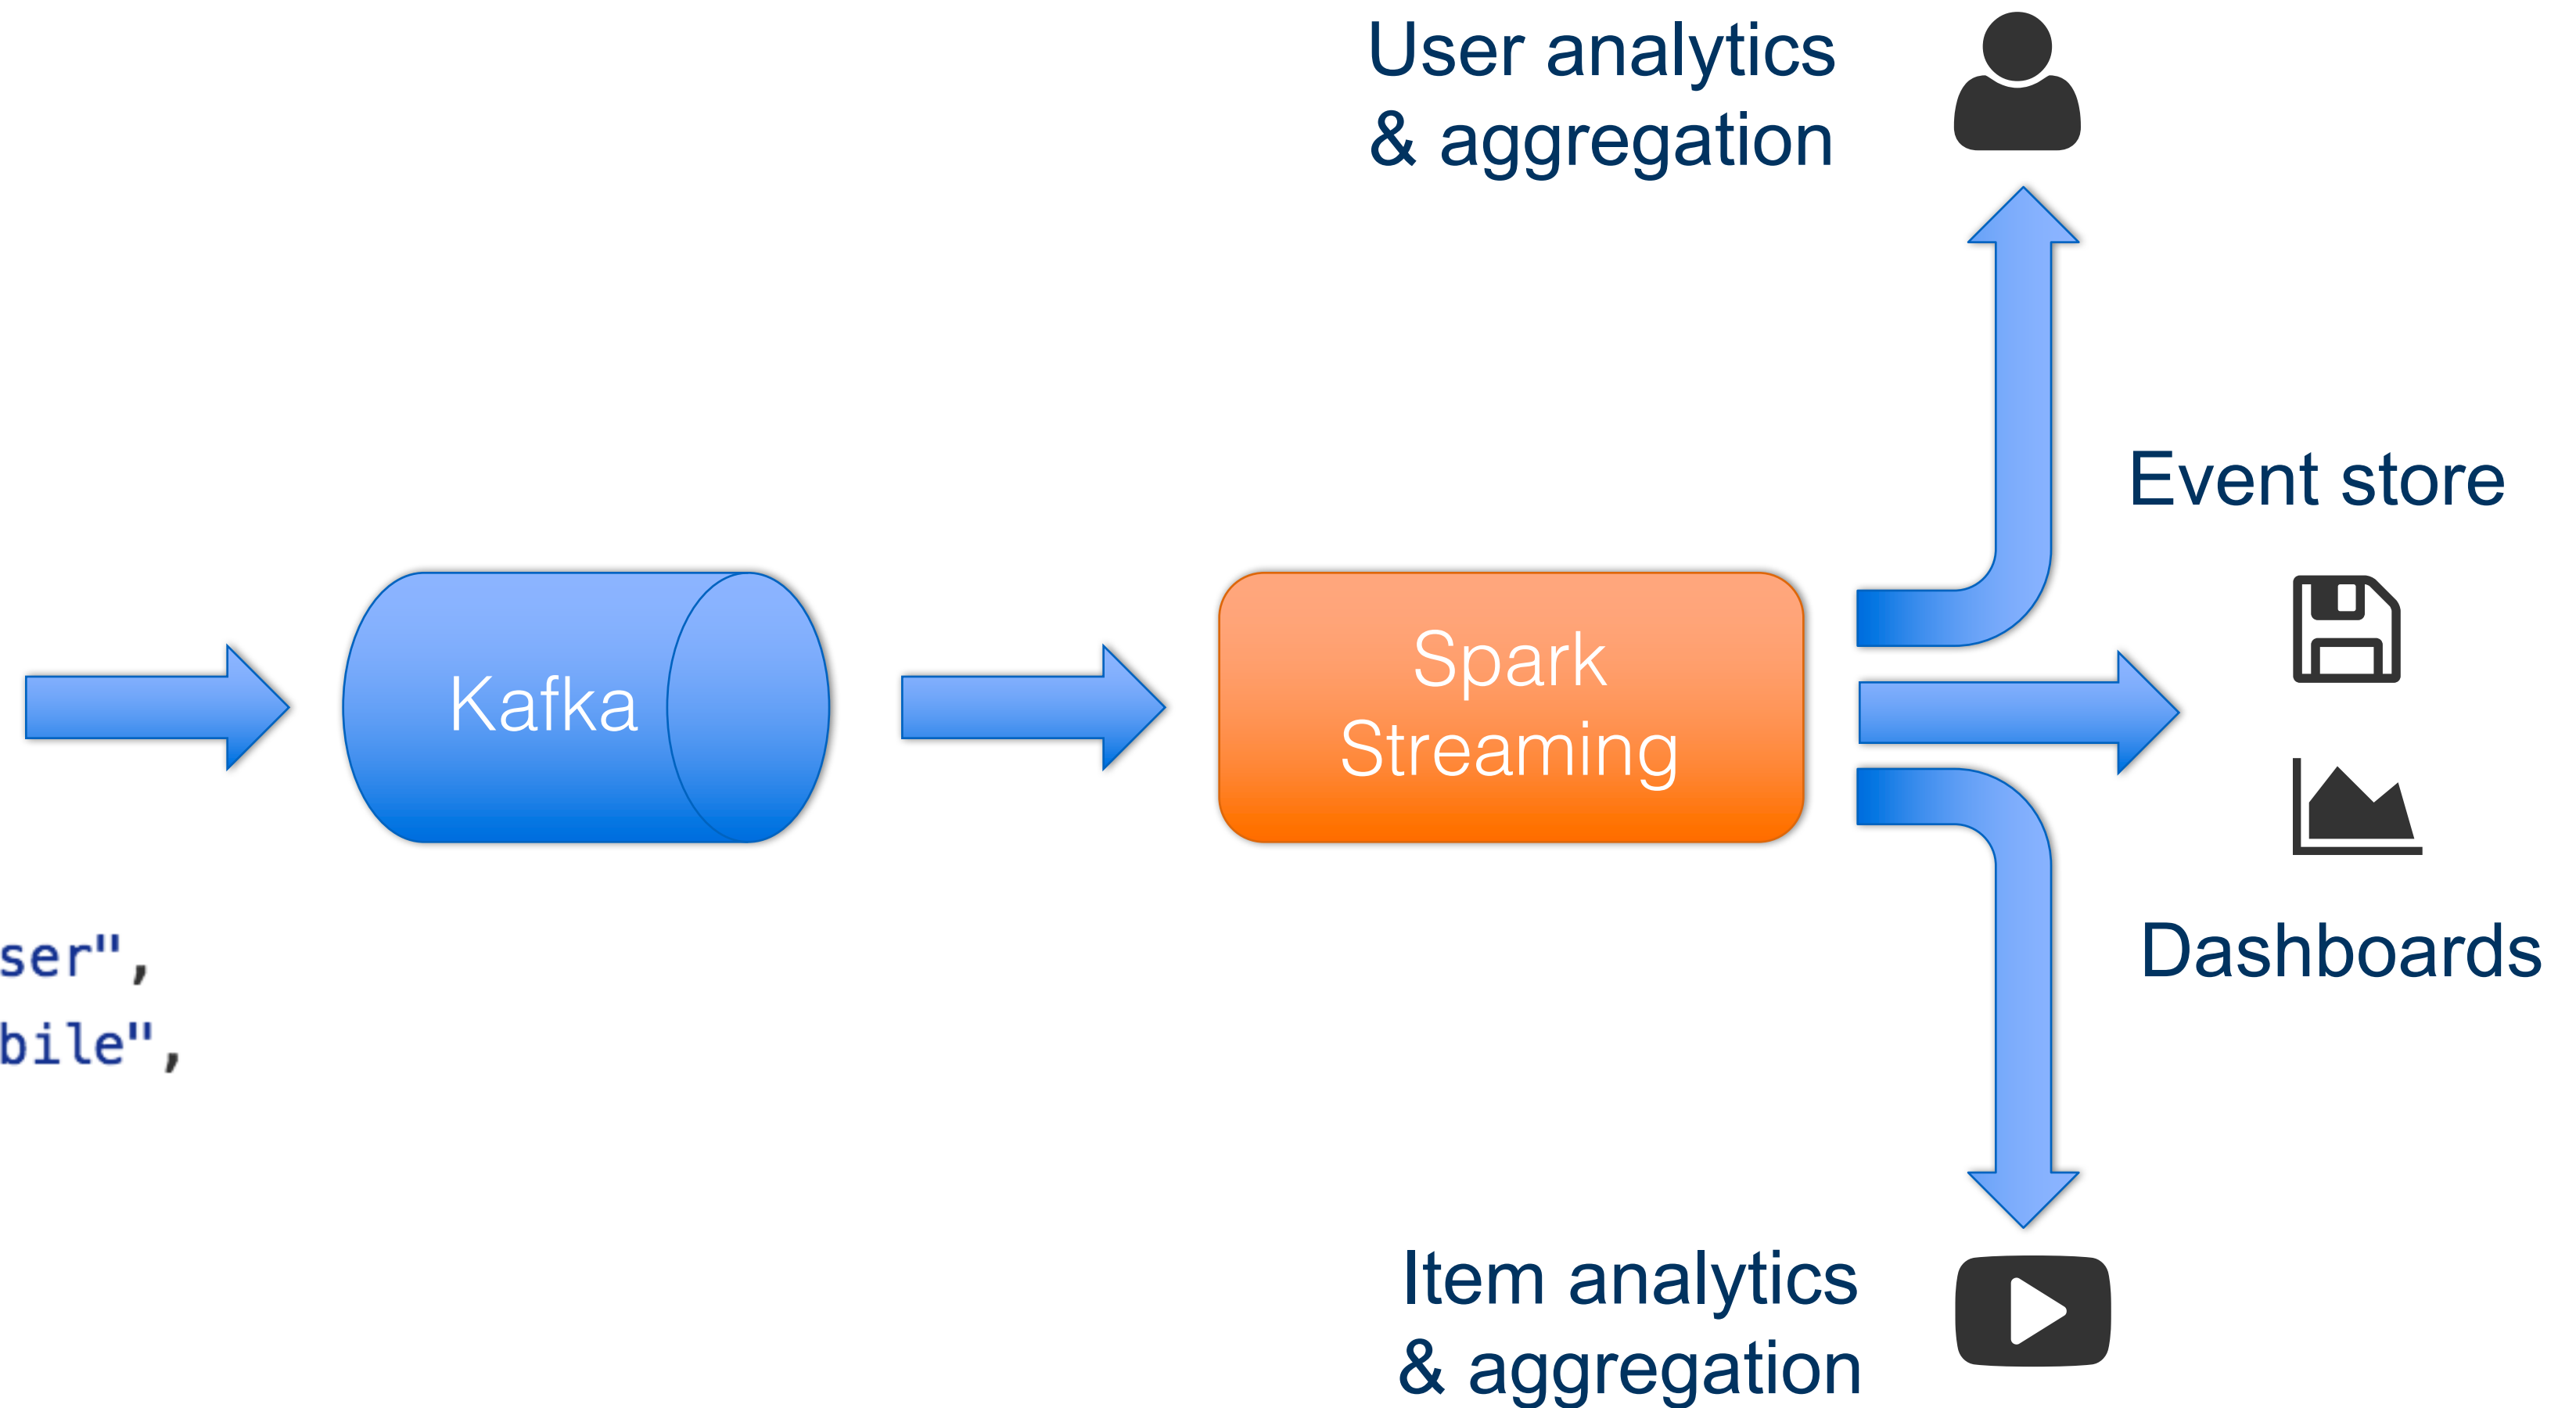 User analytics
& aggregation
Event store
Kafka
Spark
Streaming
ser",
bile",
Dashboards
Item analytics
& aggregation